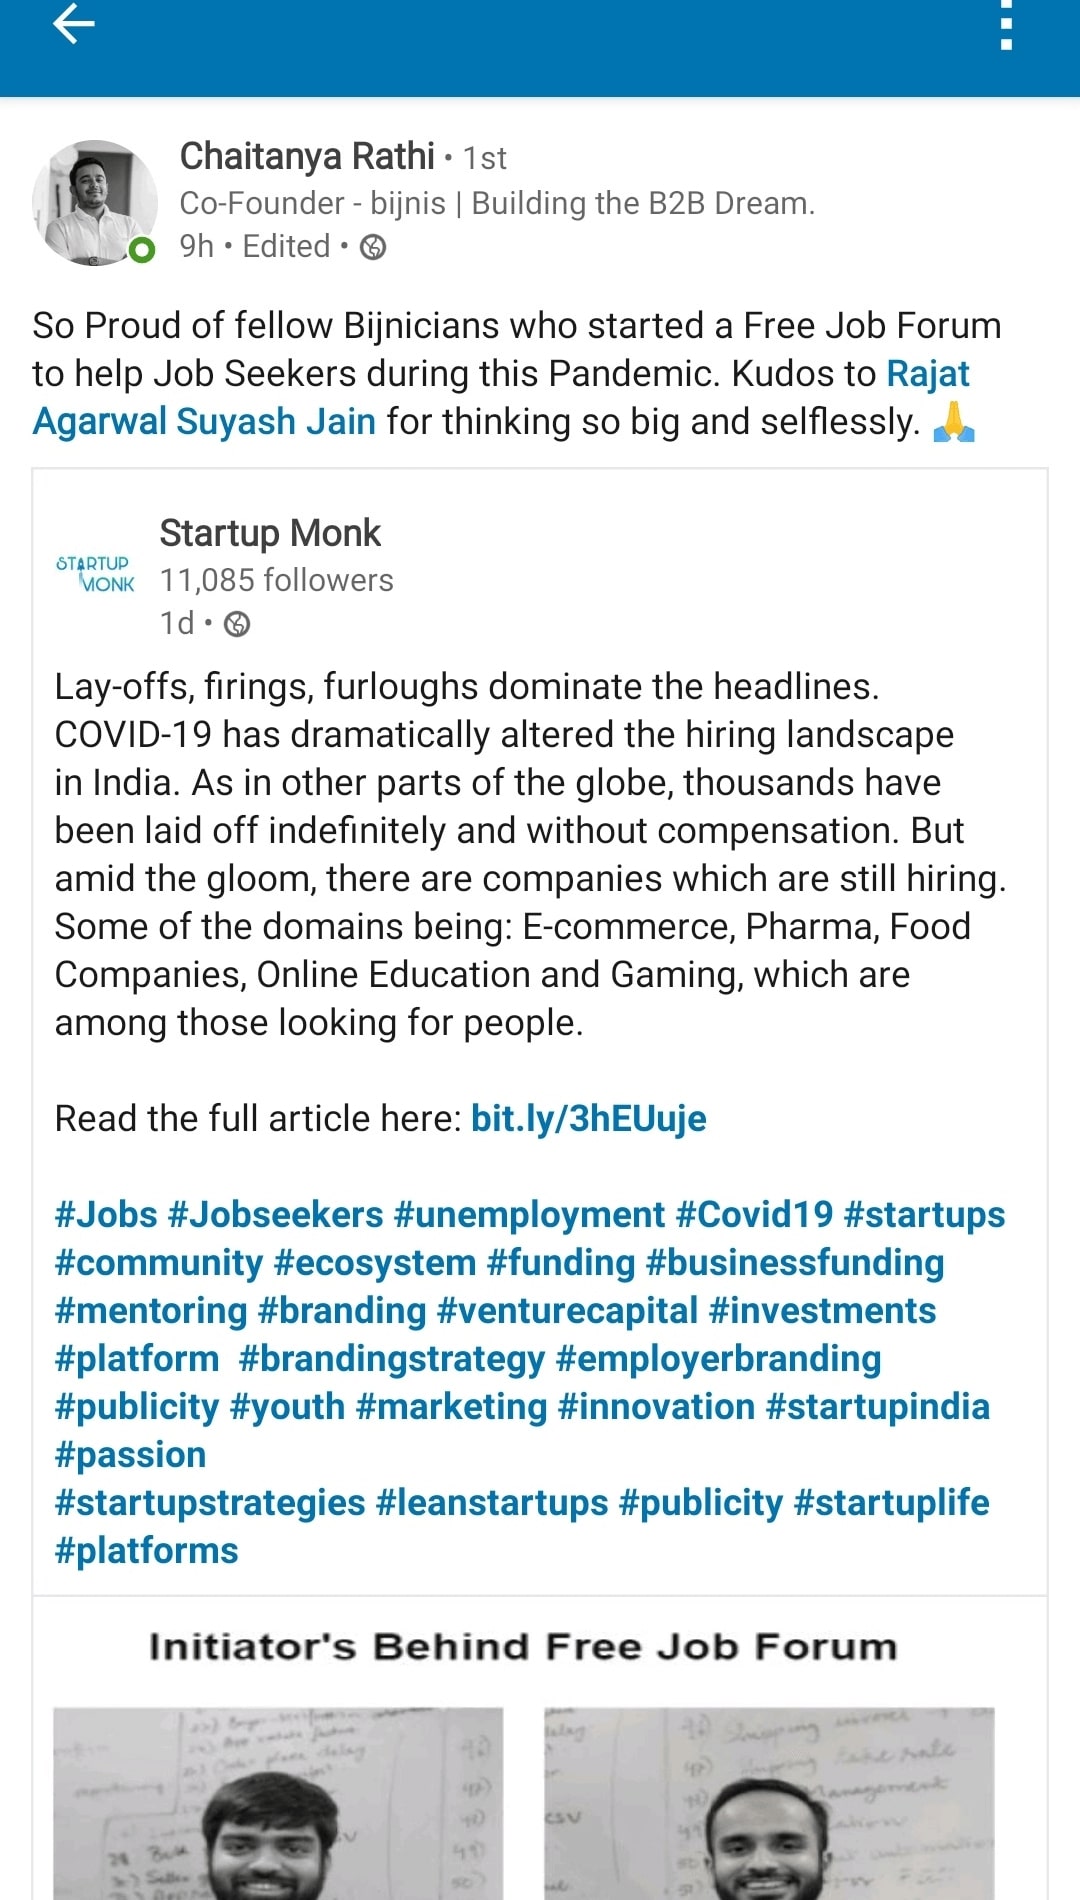 Chaitanya Rathi • 1st
Co-Founder - bijnis | Building the B2B Dream.
9h • Edited •
So Proud of fellow Bijnicians who started a Free Job Forum
to help Job Seekers during this Pandemic. Kudos to Rajat
Agarwal Suyash Jain for thinking so big and selflessly. 🙏
STARTUP
MONK
Startup Monk
11,085 followers
1d •
Lay-offs, firings, furloughs dominate the headlines.
COVID-19 has dramatically altered the hiring landscape
in India. As in other parts of the globe, thousands have
been laid off indefinitely and without compensation. But
amid the gloom, there are companies which are still hiring.
Some of the domains being: E-commerce, Pharma, Food
Companies, Online Education and Gaming, which are
among those looking for people.
Read the full article here: bit.ly/3hEUuje
#Jobs #Jobseekers #unemployment #Covid19 #startups
#community #ecosystem #funding #businessfunding
#mentoring #branding #venturecapital #investments
#platform #brandingstrategy #employerbranding
#publicity #youth #marketing #innovation #startupindia
#passion
#startupstrategies #leanstartups #publicity #startuplife
#platforms
Initiator's Behind Free Job Forum